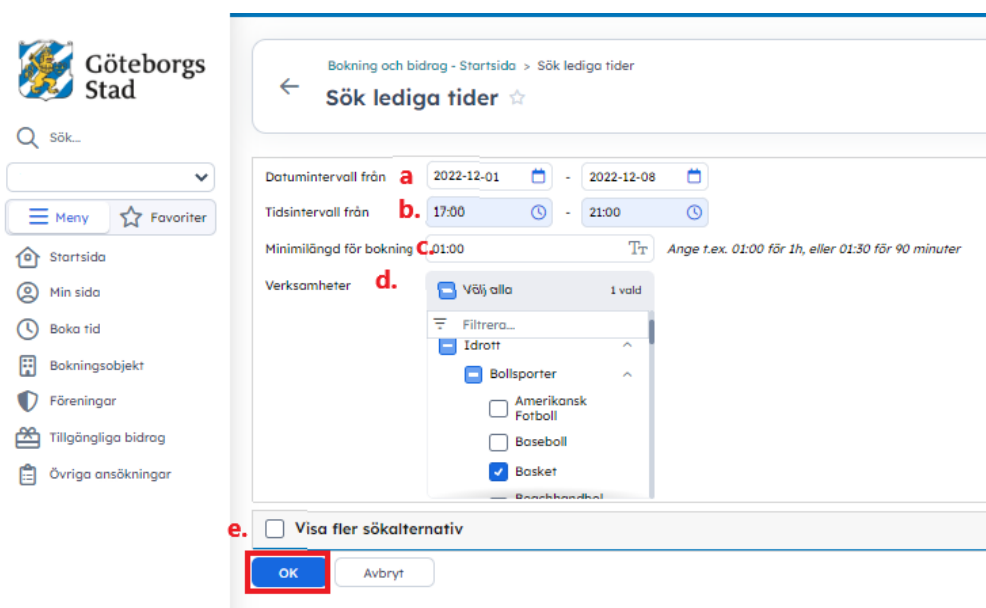 Göteborgs
Stad
Sök...
Meny
Favoriter
Startsida
Min sida
Boka tid
Bokningsobjekt
Föreningar
Tillgängliga bidrag
Övriga ansökningar
Bokning och bidrag - Startsida > Sök lediga tider
Sök lediga tider
Datumintervall från a 2022-12-01 - 2022-12-08
Tidsintervall från b. 17:00 - 21:00
Minimilängd för bokning c. 01:00 Tт Ange t.ex. 01:00 för 1h, eller 01:30 för 90 minuter
Verksamheter d. Välj alla 1 vald
Filtrera...
Idrott
Bollsporter
Amerikansk
Fotboll
Baseboll
Basket
Beachhandbol
e. Visa fler sökalternativ
OK Avbryt